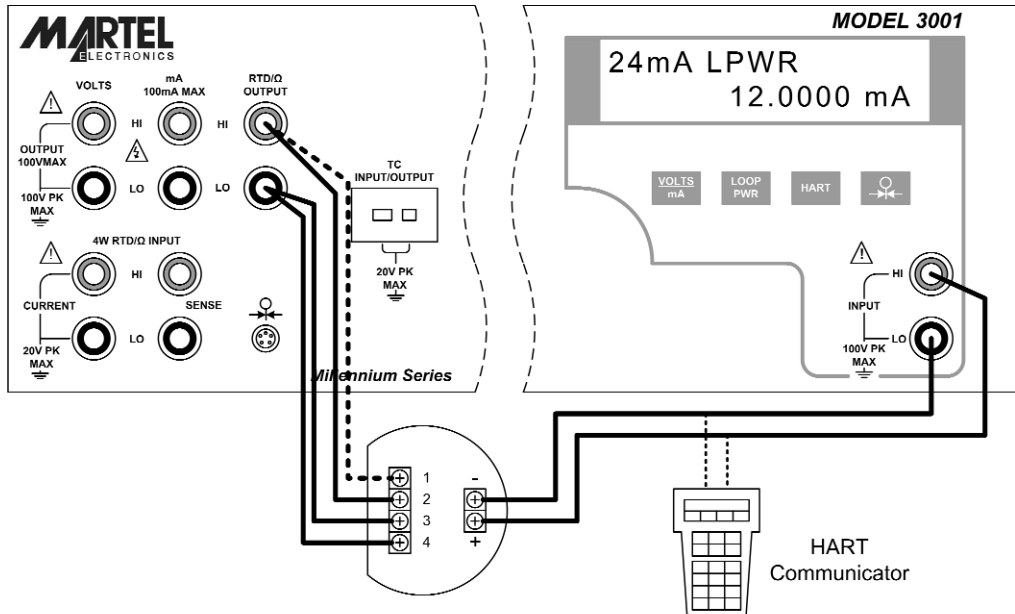 MARTEL
ELECTRONICS
MODEL 3001
24mA LPWR
12.0000 mA
VOLTS
mA
100mA MAX
RTD/Ω
OUTPUT
HI
HI
OUTPUT
100VMAX
LO
LO
100V PK
MAX
TC
INPUT/OUTPUT
20V PK
MAX
4W RTD/Ω INPUT
HI
CURRENT
SENSE
LO
20V PK
MAX
Millennium Series
VOLTS
mA
LOOP
PWR
HART
HI
INPUT
LO
100V PK
MAX
1
2
3
4
-
+
HART
Communicator